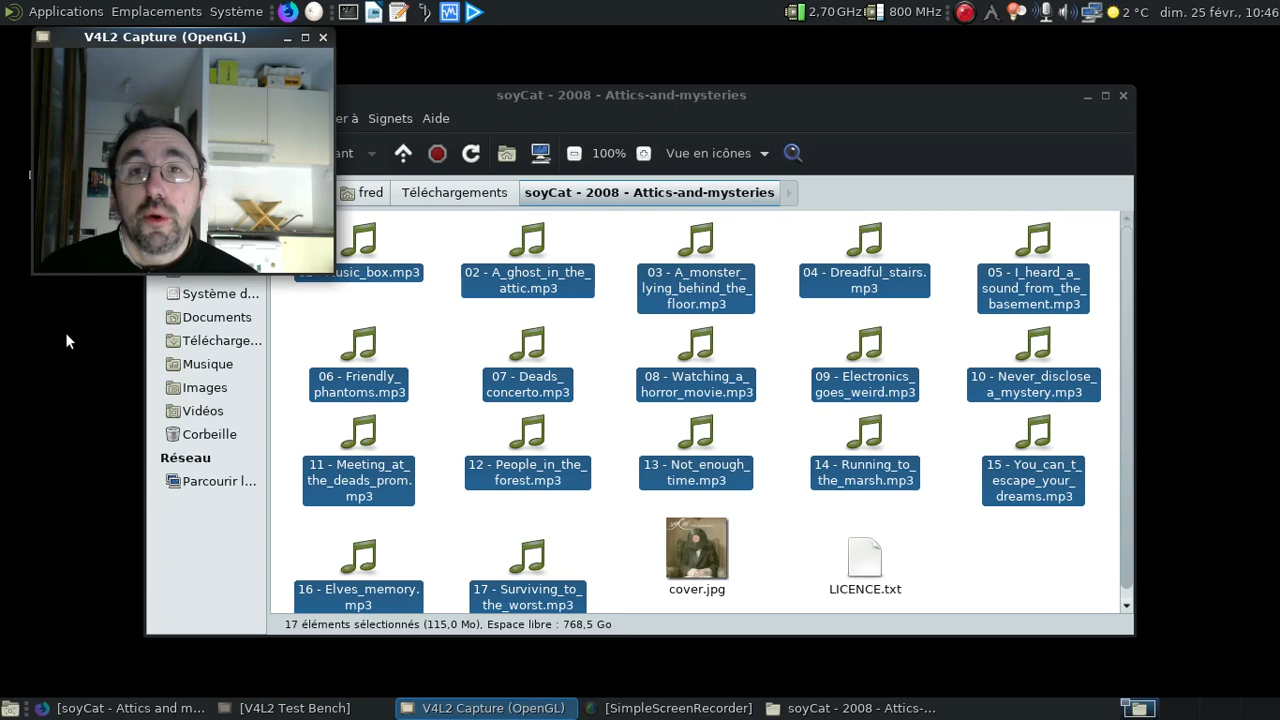 Applications Emplacements Système
2,70 GHz 800 MHz 2 °C dim. 25 févr., 10:46
V4L2 Capture (OpenGL)
soyCat - 2008 - Attics-and-mysteries
Signets Aide
100% Vue en icônes
fred Téléchargements soyCat - 2008 - Attics-and-mysteries
02 - A_ghost_in_the_
attic.mp3
03 - A_monster_
lying_behind_the_
floor.mp3
04 - Dreadful_stairs.
mp3
05 - I_heard_a_
sound_from_the_
basement.mp3
06 - Friendly_
phantoms.mp3
07 - Deads_
concerto.mp3
08 - Watching_a_
horror_movie.mp3
09 - Electronics_
goes_weird.mp3
10 - Never_disclose_
a_mystery.mp3
11 - Meeting_at_
the_deads_prom.
mp3
12 - People_in_the_
forest.mp3
13 - Not_enough_
time.mp3
14 - Running_to_
the_marsh.mp3
15 - You_can_t_
escape_your_
dreams.mp3
16 - Elves_memory.
mp3
17 - Surviving_to_
the_worst.mp3
cover.jpg
LICENCE.txt
Système d...
Documents
Télécharge...
Musique
Images
Vidéos
Corbeille
Réseau
Parcourir l...
17 éléments sélectionnés (115,0 Mo), Espace libre : 768,5 Go
[soyCat - Attics and m... [V4L2 Test Bench] V4L2 Capture (OpenGL) [SimpleScreenRecorder] soyCat - 2008 - Attics-...